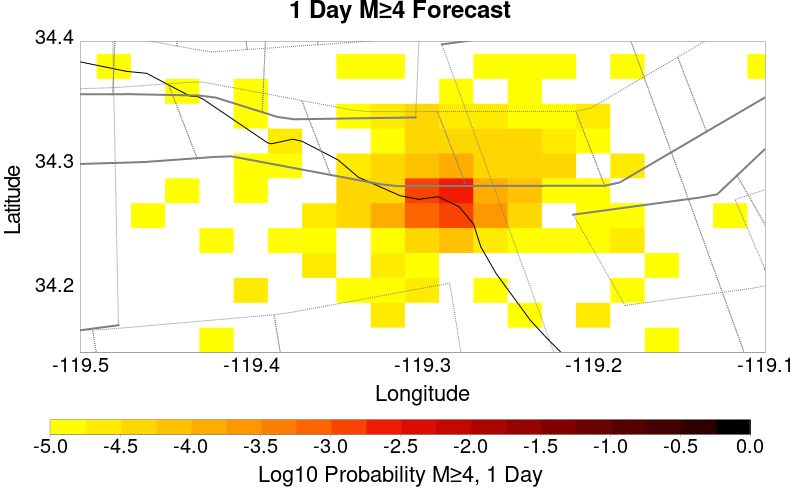 1 Day M≥4 Forecast
34.4
34.3
34.2
Latitude
-119.5 -119.4 -119.3 -119.2 -119.1
Longitude
-5.0 -4.5 -4.0 -3.5 -3.0 -2.5 -2.0 -1.5 -1.0 -0.5 0.0
Log10 Probability M≥4, 1 Day